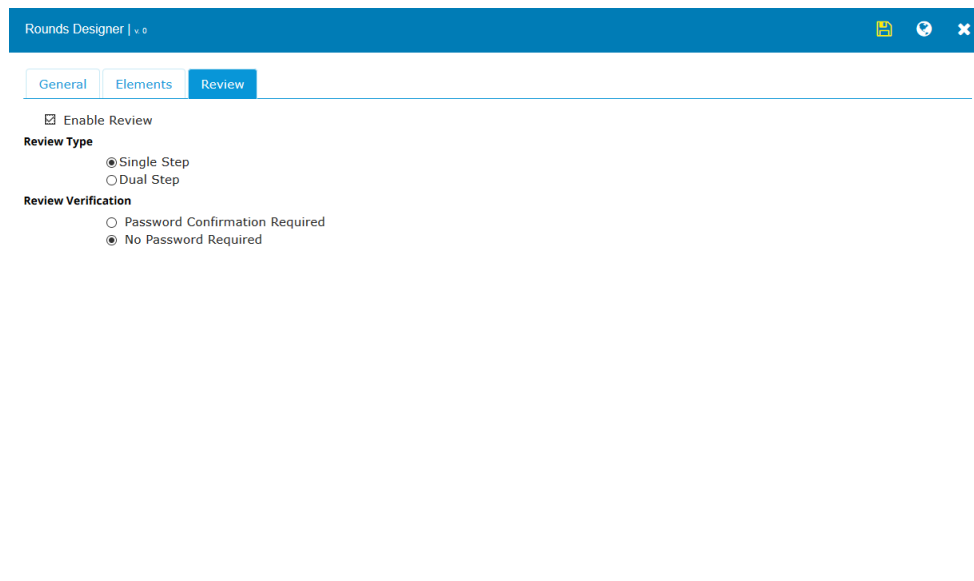 Rounds Designer | v. 0
General Elements Review
Enable Review
Review Type
Single Step
Dual Step
Review Verification
Password Confirmation Required
No Password Required